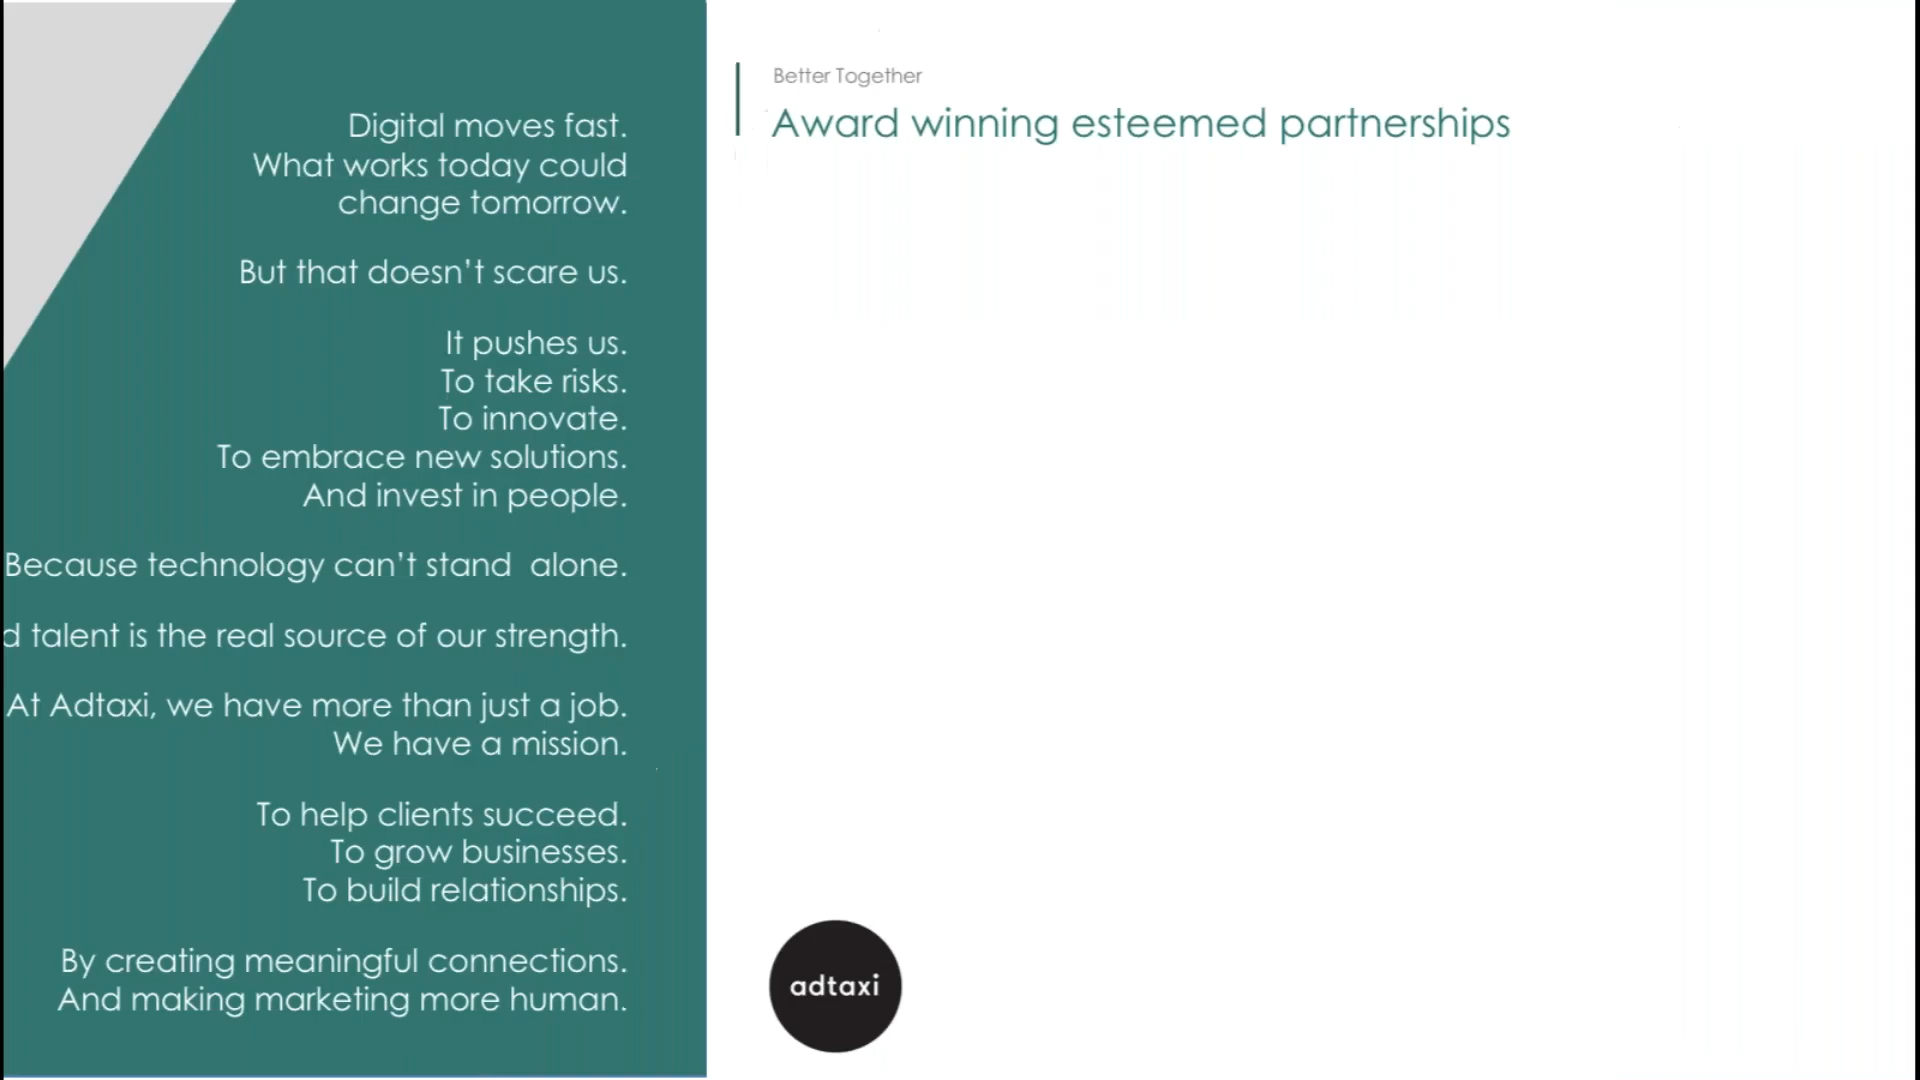 Digital moves fast.
What works today could
change tomorrow.
But that doesn’t scare us.
It pushes us.
To take risks.
To innovate.
To embrace new solutions.
And invest in people.
Because technology can’t stand  alone.
d talent is the real source of our strength.
At Adtaxi, we have more than just a job.
We have a mission.
To help clients succeed.
To grow businesses.
To build relationships.
By creating meaningful connections.
And making marketing more human.
Better Together
Award winning esteemed partnerships
adtaxi